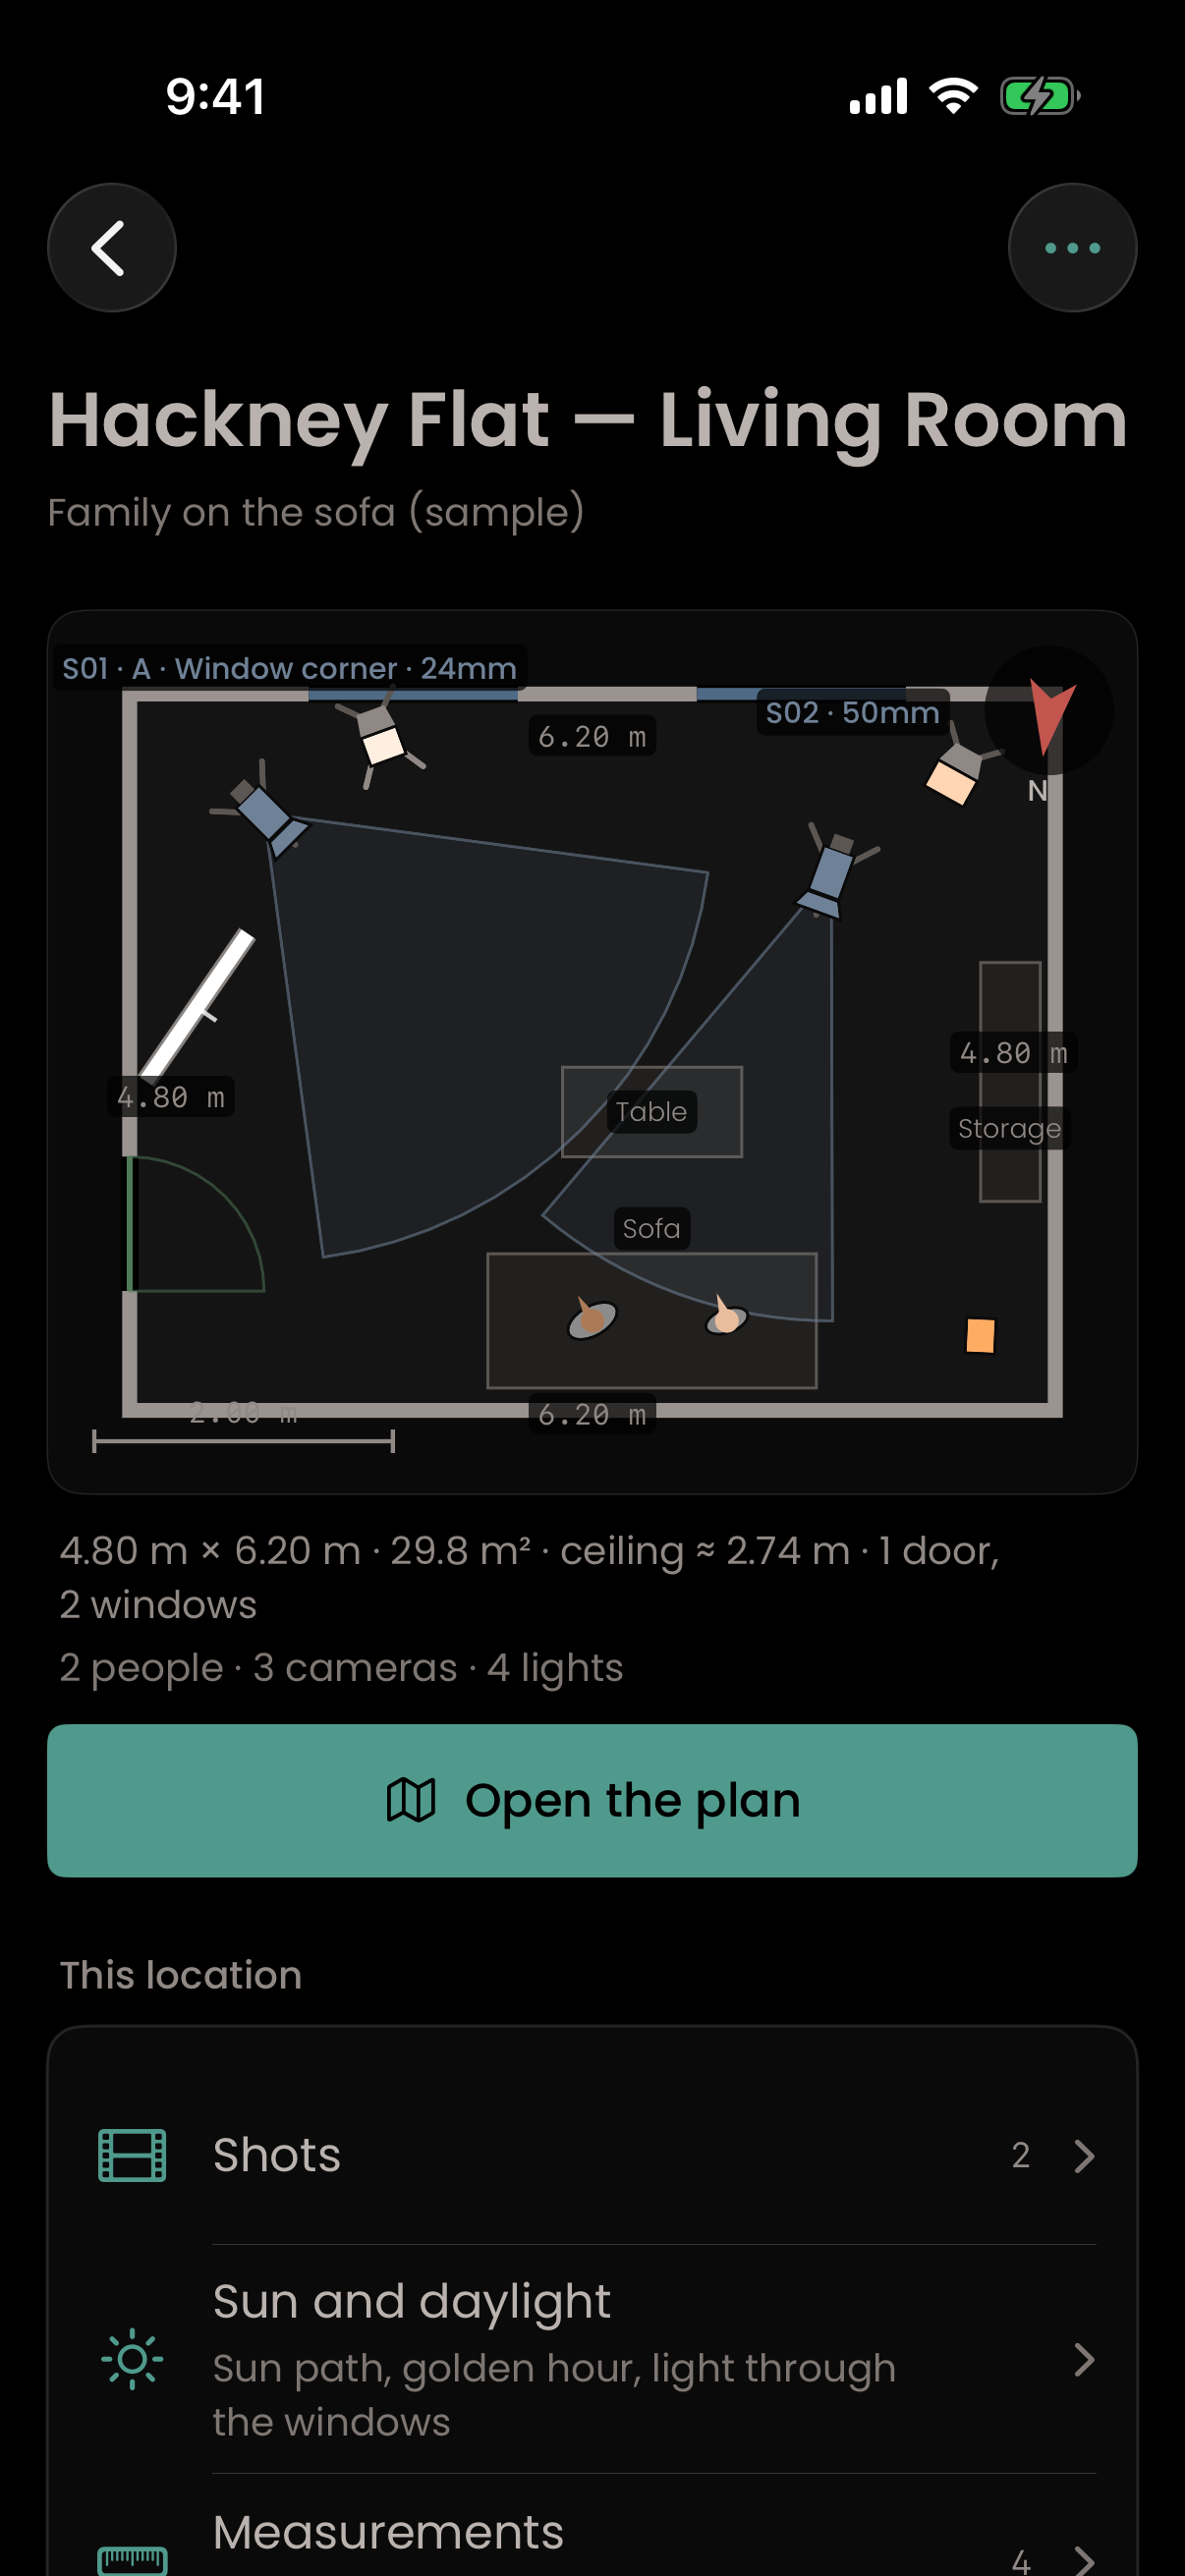 9:41
Hackney Flat — Living Room
Family on the sofa (sample)
S01 · A · Window corner · 24mm
S02 · 50mm
6.20 m
N
4.80 m
4.80 m
Table
Storage
Sofa
2.00 m
6.20 m
4.80 m × 6.20 m · 29.8 m² · ceiling ≈ 2.74 m · 1 door,
2 windows
2 people · 3 cameras · 4 lights
Open the plan
This location
Shots
2
Sun and daylight
Sun path, golden hour, light through
the windows
Measurements
4